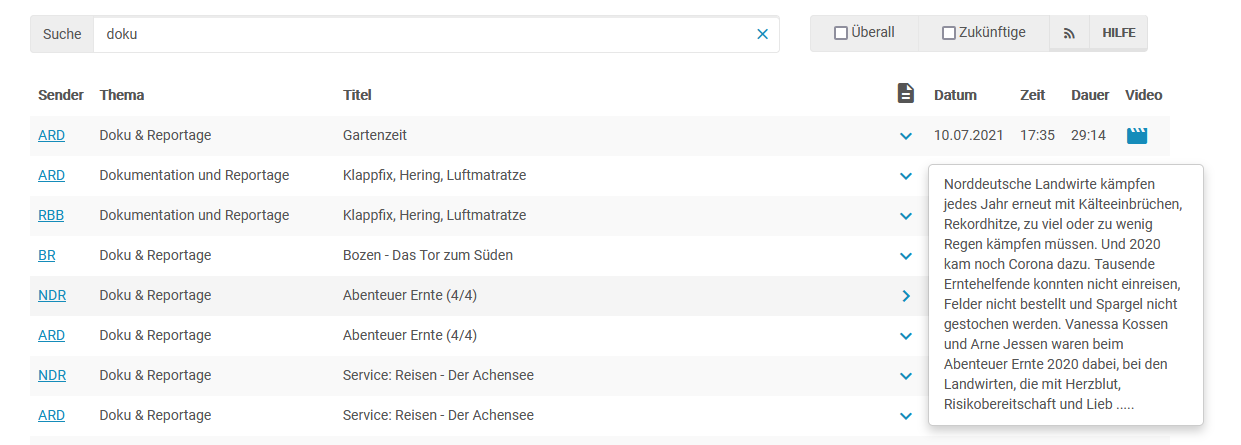 Suche doku Überall Zukünftige HILFE
Sender Thema Titel Datum Zeit Dauer Video
ARD Doku & Reportage Gartenzeit 10.07.2021 17:35 29:14
ARD Dokumentation und Reportage Klappfix, Hering, Luftmatratze
RBB Dokumentation und Reportage Klappfix, Hering, Luftmatratze
BR Doku & Reportage Bozen - Das Tor zum Süden
NDR Doku & Reportage Abenteuer Ernte (4/4)
ARD Doku & Reportage Abenteuer Ernte (4/4)
NDR Doku & Reportage Service: Reisen - Der Achensee
ARD Doku & Reportage Service: Reisen - Der Achensee
Norddeutsche Landwirte kämpfen
jedes Jahr erneut mit Kälteeinbrüchen,
Rekordhitze, zu viel oder zu wenig
Regen kämpfen müssen. Und 2020
kam noch Corona dazu. Tausende
Erntehelfende konnten nicht einreisen,
Felder nicht bestellt und Spargel nicht
gestochen werden. Vanessa Kossen
und Arne Jessen waren beim
Abenteuer Ernte 2020 dabei, bei den
Landwirten, die mit Herzblut,
Risikobereitschaft und Lieb .....